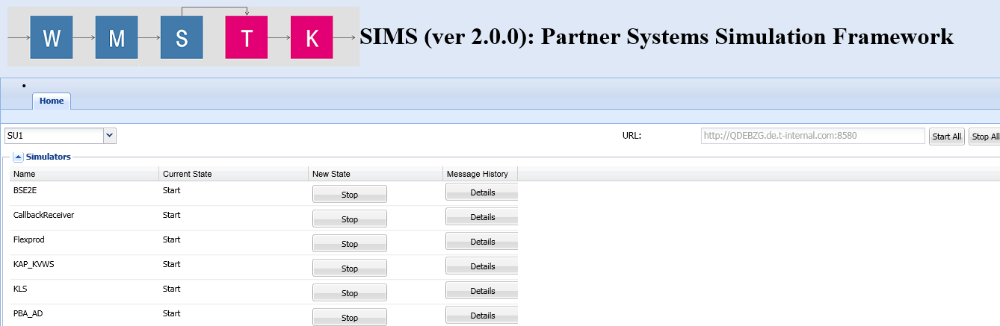 W M S T K
SIMS (ver 2.0.0): Partner Systems Simulation Framework
Home
SU1 URL: http://QDEBZG.de.t-internal.com:8580 Start All Stop All
Simulators
Name Current State New State Message History
BSE2E Start Stop Details
CallbackReceiver Start Stop Details
Flexprod Start Stop Details
KAP_KVWS Start Stop Details
KLS Start Stop Details
PBA_AD Start Stop Details